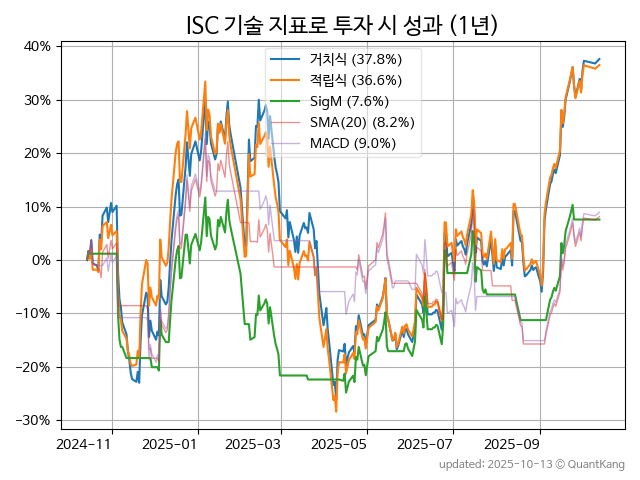 ISC 기술 지표로 투자 시 성과 (1년)
40%
30%
20%
10%
0%
−10%
−20%
−30%
거치식 (37.8%)
적립식 (36.6%)
SigM (7.6%)
SMA(20) (8.2%)
MACD (9.0%)
2024-11 2025-01 2025-03 2025-05 2025-07 2025-09
updated: 2025-10-13 © QuantKang